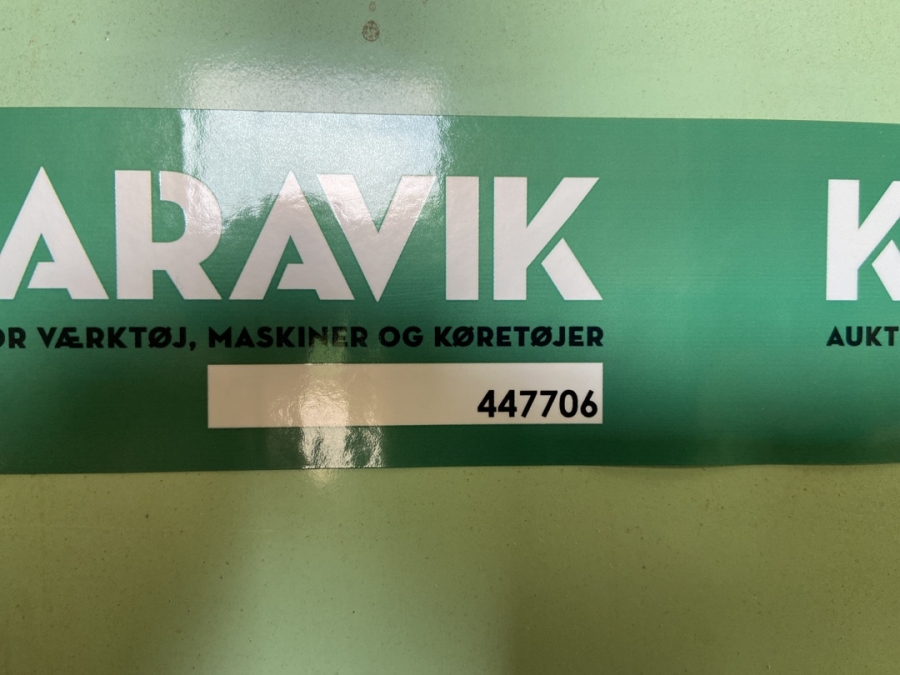 ARAVIK K
OR VÆRKTØJ, MASKINER OG KØRETØJER AUKT
447706